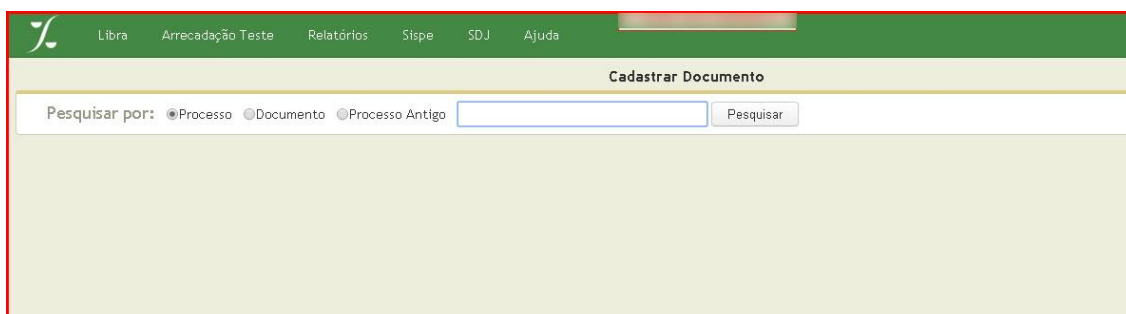 Libra Arrecadação Teste Relatórios Sispe SDJ Ajuda
Cadastrar Documento
Pesquisar por: Processo Documento Processo Antigo Pesquisar